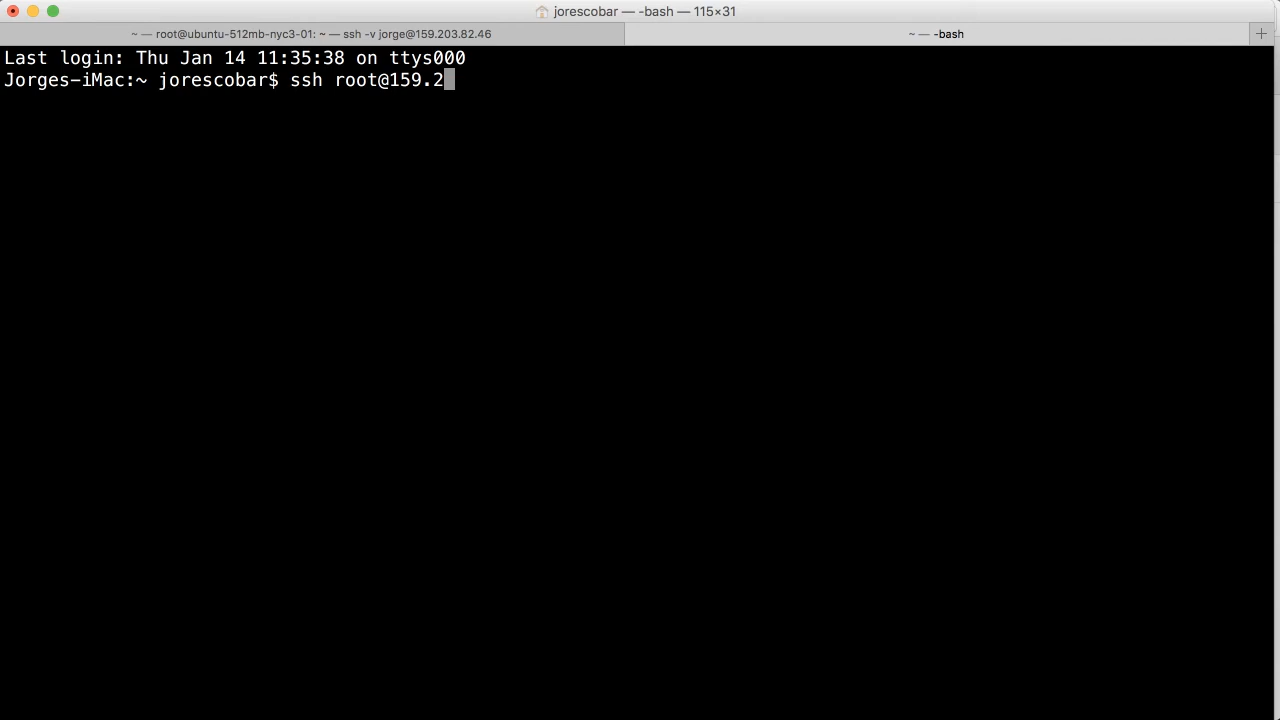 jorescobar — -bash — 115×31
~ — root@ubuntu-512mb-nyc3-01: ~ — ssh -v jorge@159.203.82.46
~ — -bash
Last login: Thu Jan 14 11:35:38 on ttys000
Jorges-iMac:~ jorescobar$ ssh root@159.2